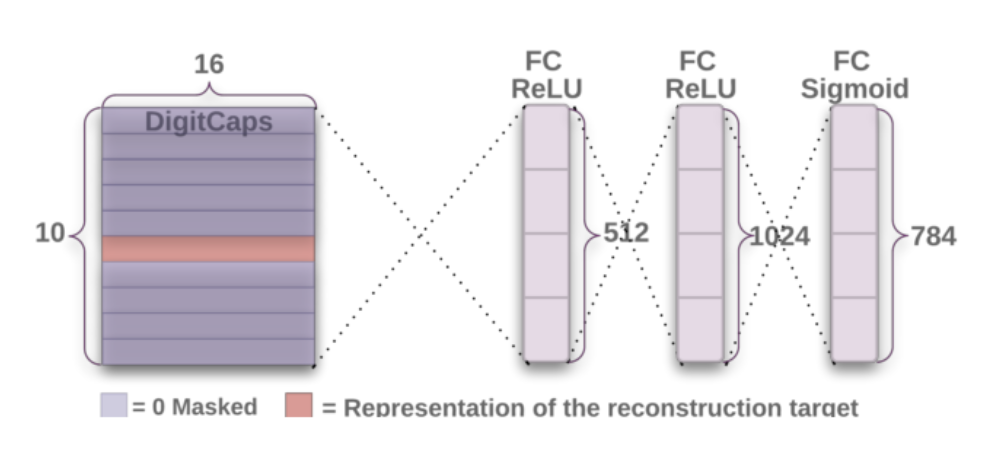 16
FC
ReLU
FC
ReLU
FC
Sigmoid
DigitCaps
10
512
1024
784
= 0 Masked
= Representation of the reconstruction target